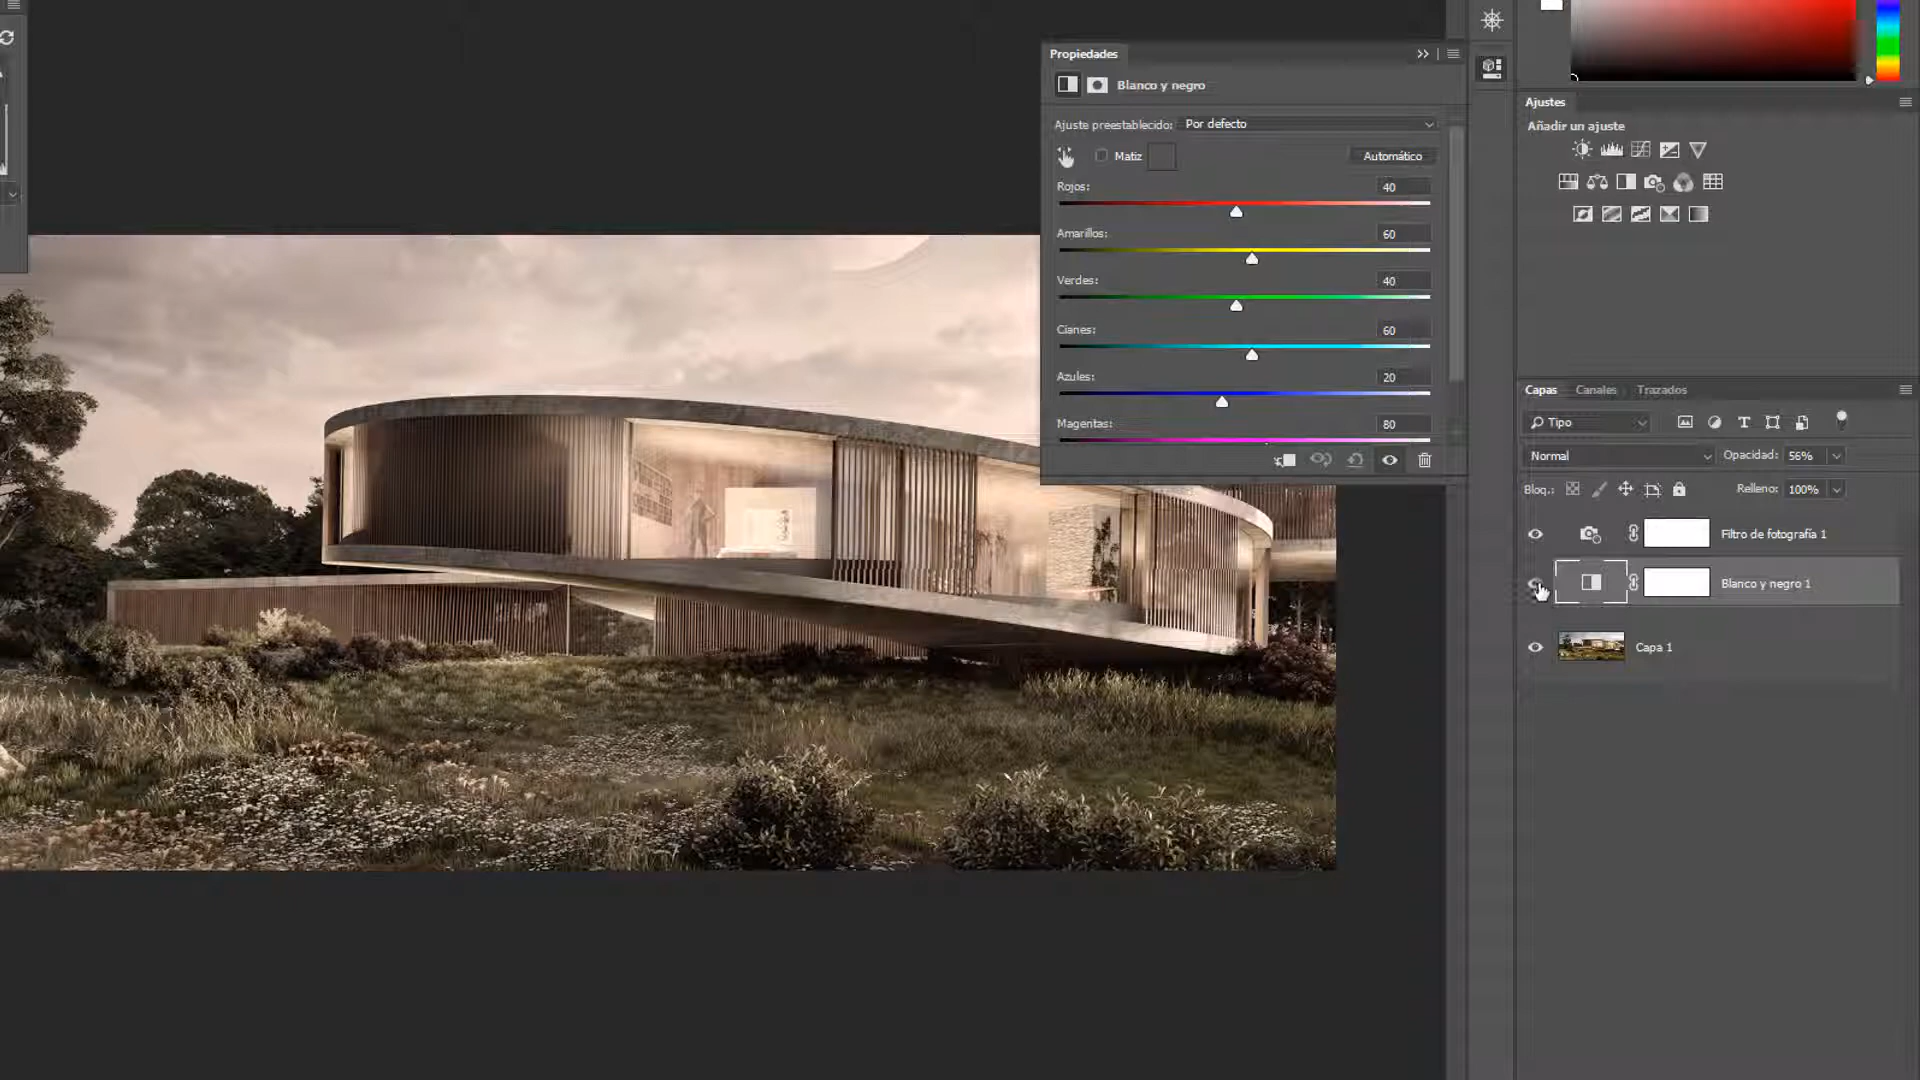 Propiedades
Blanco y negro
Ajuste preestablecido: Por defecto
Matiz
Automático
Rojos: 40
Amarillos: 60
Verdes: 40
Cianes: 60
Azules: 20
Magentas: 80
Ajustes
Añadir un ajuste
Capas Canales Trazados
Tipo
Normal Opacidad: 56%
Bloq.: Relleno: 100%
Filtro de fotografía 1
Blanco y negro 1
Capa 1